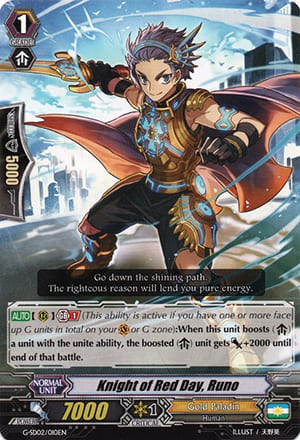 1
GRADE
5000
Go down the shining path.
The righteous reason will lend you pure energy.
AUTO [ ] GB 1 (This ability is active if you have one or more face
up G units in total on your or G zone):When this unit boosts
a unit with the unite ability, the boosted unit gets +2000 until
end of battle.
NORMAL
UNIT
Knight of Red Day, Runo
POWER
7000
1
CRITICAL
Gold Paladin
Human
G-SD02/010EN
ILLUST / 天野英